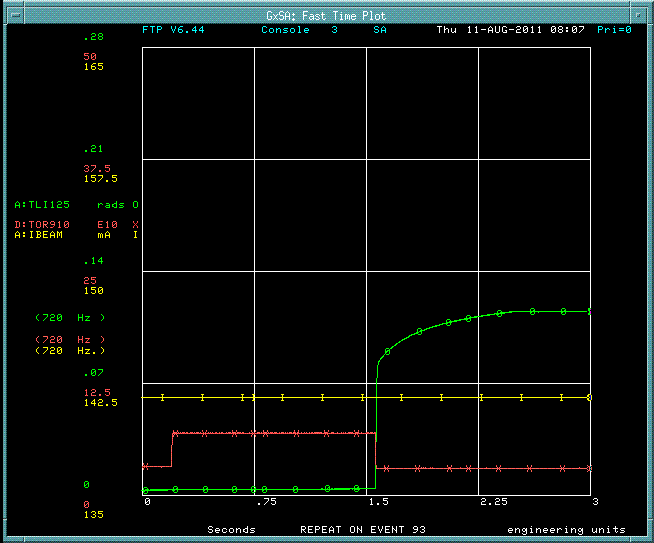 GxSA: Fast Time Plot
FTP V6.44 Console 3 SA Thu 11-AUG-2011 08:07 Pri=0
.28
50
165
.21
37.5
157.5
A:TLI125 rads O
D:TOR910 E10 X
A:IBEAM mA I
.14
25
150
(720 Hz )
(720 Hz )
(720 Hz.)
.07
12.5
142.5
0
0
135
0 .75 1.5 2.25 3
Seconds REPEAT ON EVENT 93 engineering units